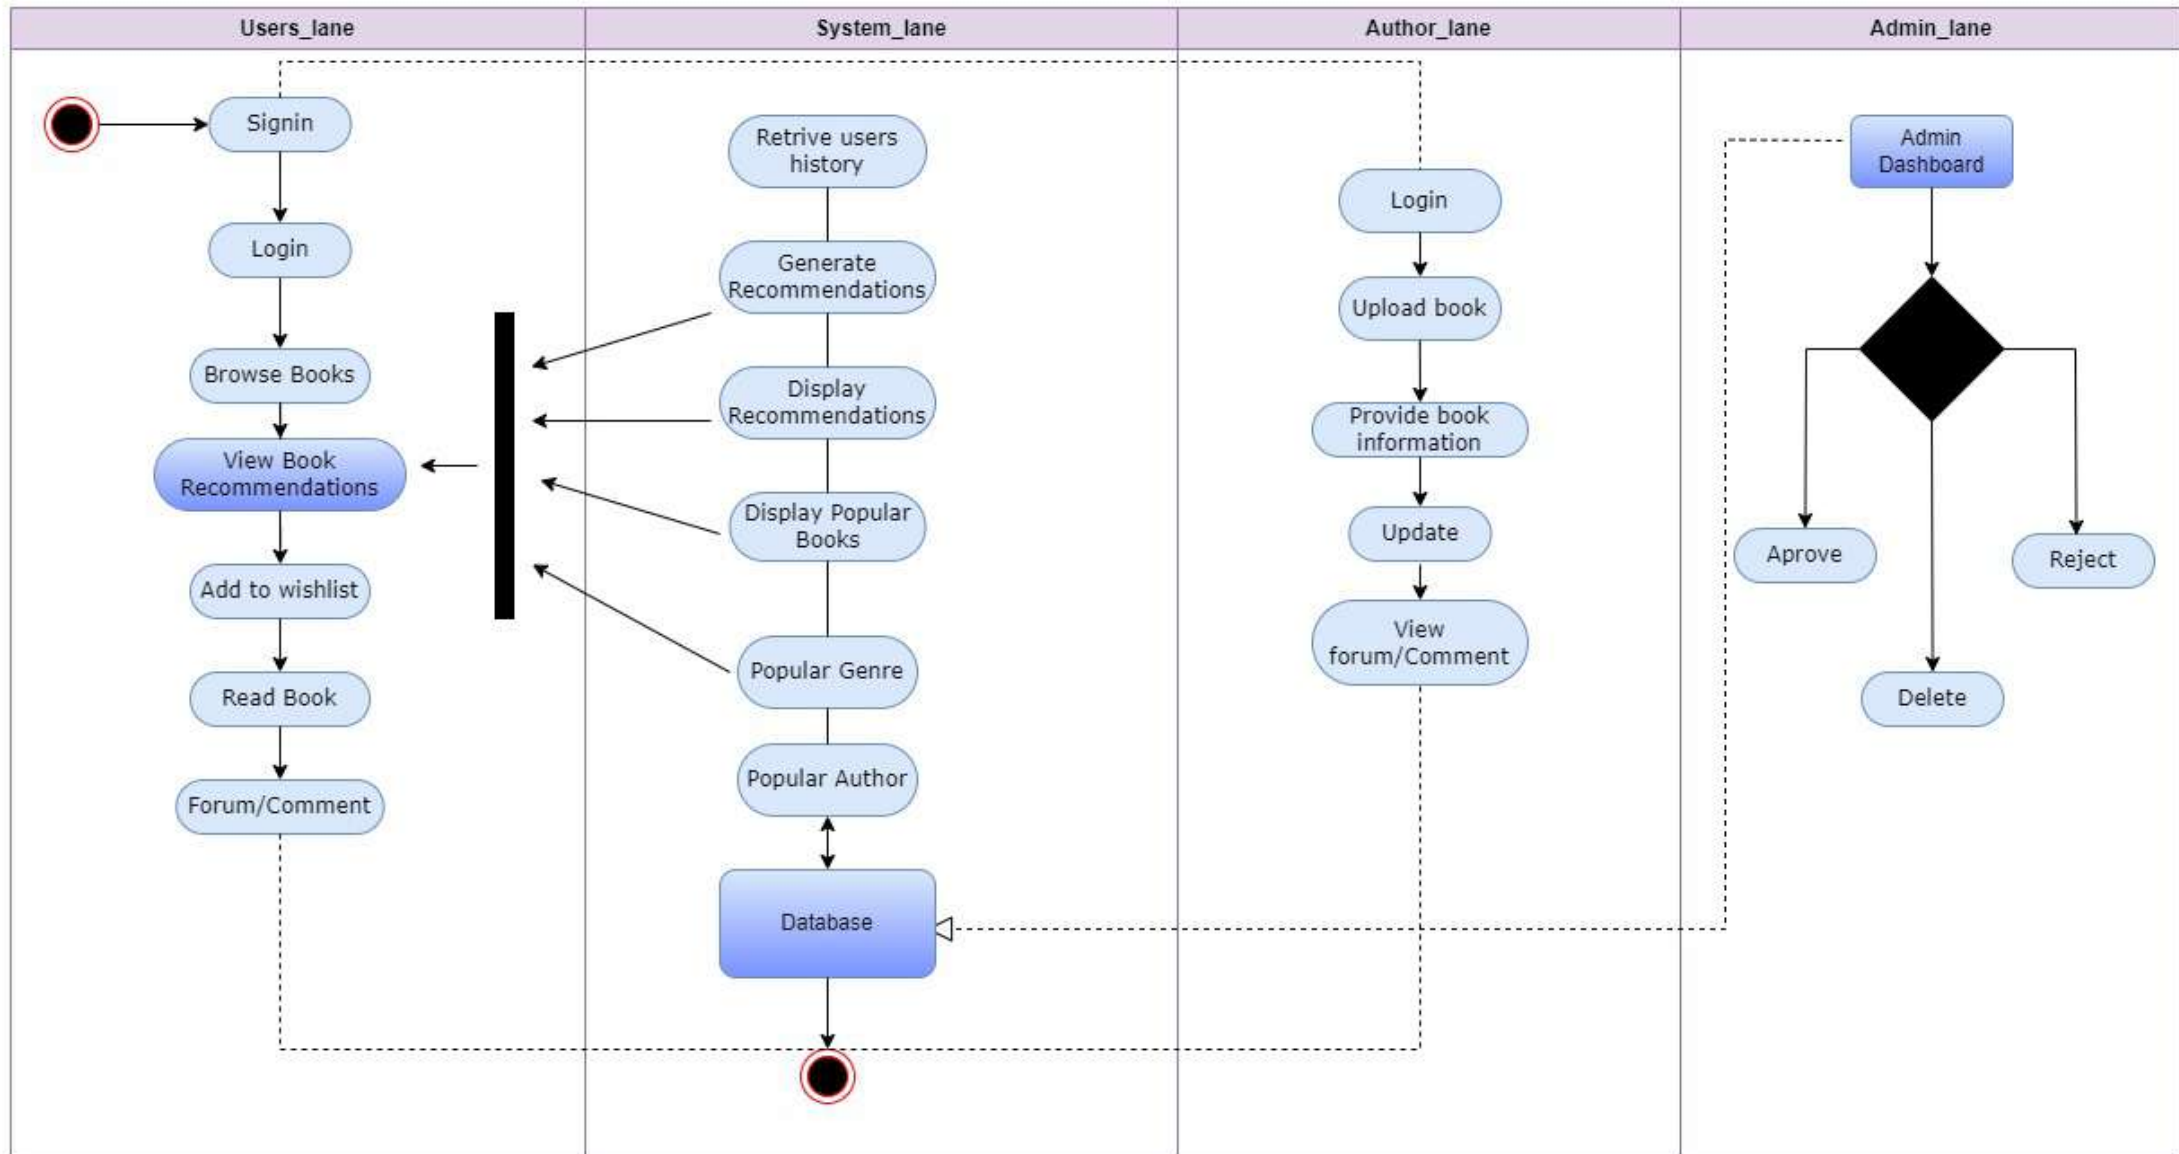 Users_lane
System_lane
Author_lane
Admin_lane
Signin
Login
Browse Books
View Book
Recommendations
Add to wishlist
Read Book
Forum/Comment
Retrive users
history
Generate
Recommendations
Display
Recommendations
Display Popular
Books
Popular Genre
Popular Author
Database
Login
Upload book
Provide book
information
Update
View
forum/Comment
Admin
Dashboard
Aprove
Reject
Delete